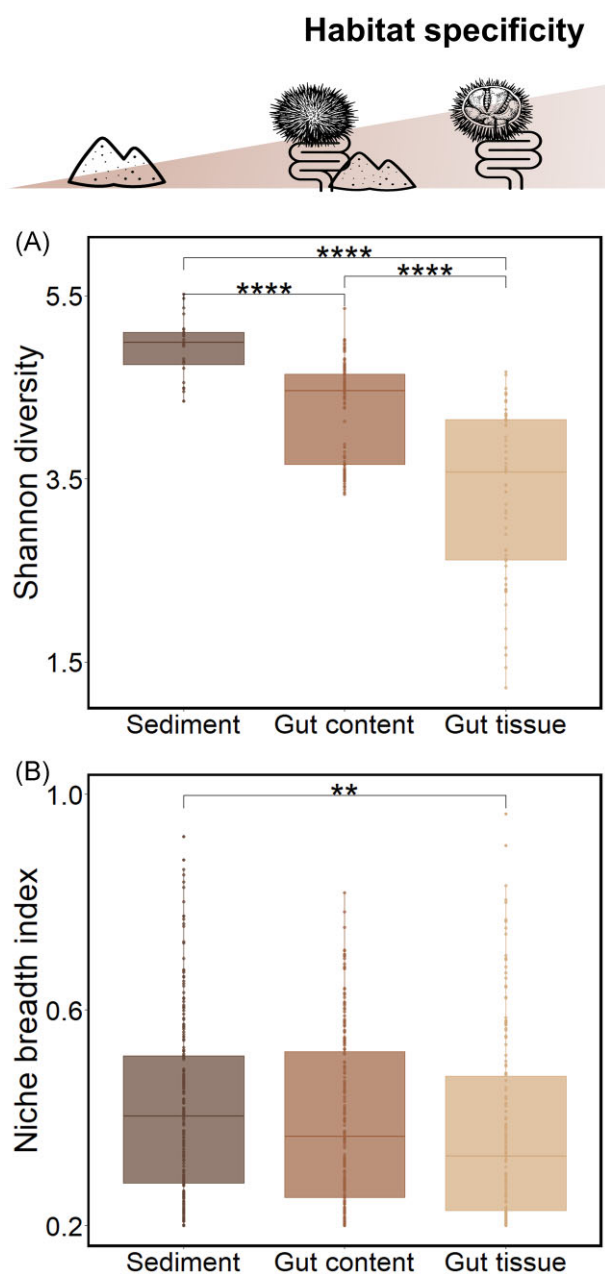 Habitat specificity
(A)
****
****
****
5.5
3.5
1.5
Shannon diversity
Sediment Gut content Gut tissue
(B)
**
1.0
0.6
0.2
Niche breadth index
Sediment Gut content Gut tissue